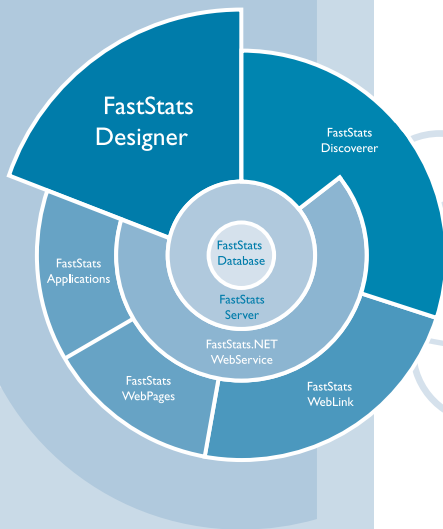 FastStats
Designer
FastStats
Discoverer
FastStats
Database
FastStats
Applications
FastStats
Server
FastStats.NET
WebService
FastStats
WebPages
FastStats
WebLink